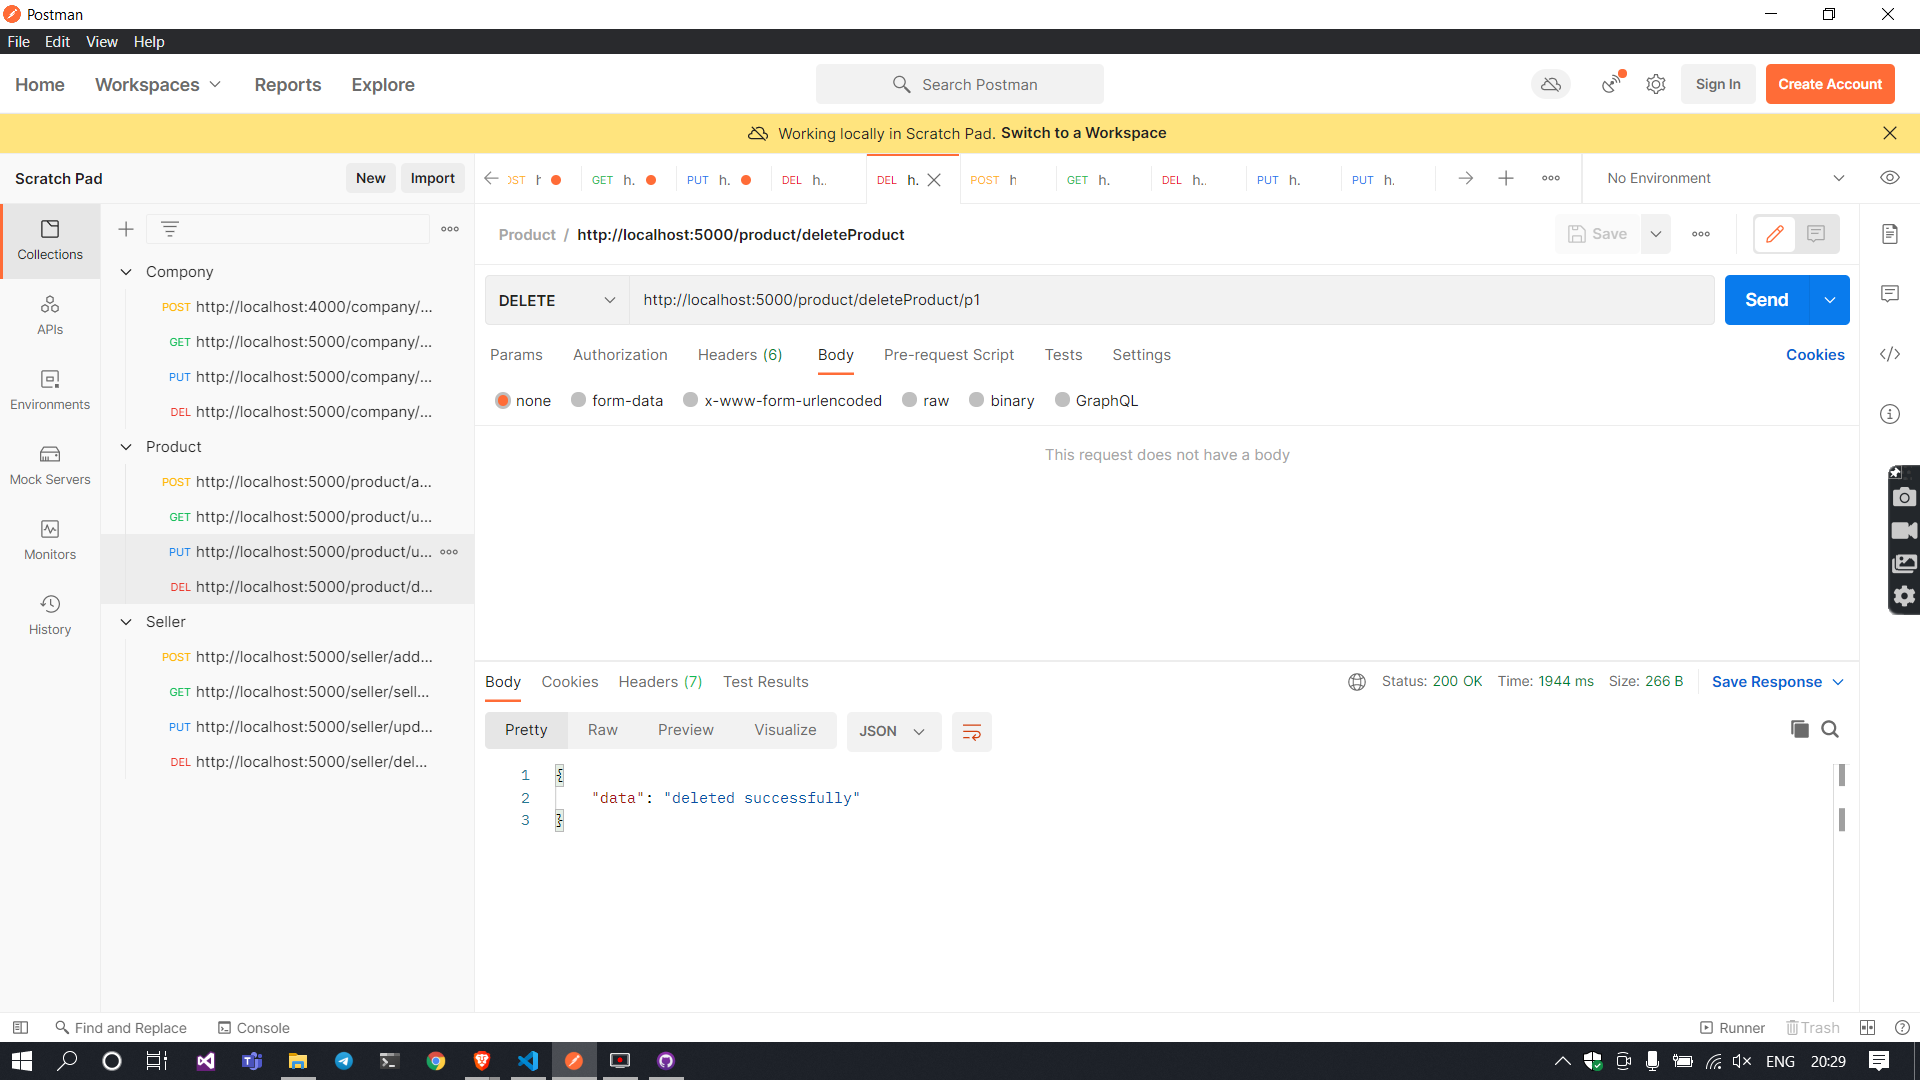 Postman
File Edit View Help
Home Workspaces Reports Explore
Search Postman
Sign In
Create Account
Working locally in Scratch Pad. Switch to a Workspace
Scratch Pad
New
Import
OST h
GET h.
PUT h.
DEL h..
DEL h.
POST h
GET h.
DEL h..
PUT h.
PUT h.
No Environment
Collections
APIs
Environments
Mock Servers
Monitors
History
Company
POST http://localhost:4000/company/...
GET http://localhost:5000/company/...
PUT http://localhost:5000/company/...
DEL http://localhost:5000/company/...
Product
POST http://localhost:5000/product/a...
GET http://localhost:5000/product/u...
PUT http://localhost:5000/product/u...
DEL http://localhost:5000/product/d...
Seller
POST http://localhost:5000/seller/add...
GET http://localhost:5000/seller/sell...
PUT http://localhost:5000/seller/upd...
DEL http://localhost:5000/seller/del...
Product / http://localhost:5000/product/deleteProduct
Save
DELETE
http://localhost:5000/product/deleteProduct/p1
Send
Params Authorization Headers (6) Body Pre-request Script Tests Settings
Cookies
none form-data x-www-form-urlencoded raw binary GraphQL
This request does not have a body
Body Cookies Headers (7) Test Results
Status: 200 OK Time: 1944 ms Size: 266 B
Save Response
Pretty Raw Preview Visualize
JSON
1 {
2 "data": "deleted successfully"
3 }
Find and Replace
Console
Runner
Trash
ENG
20:29